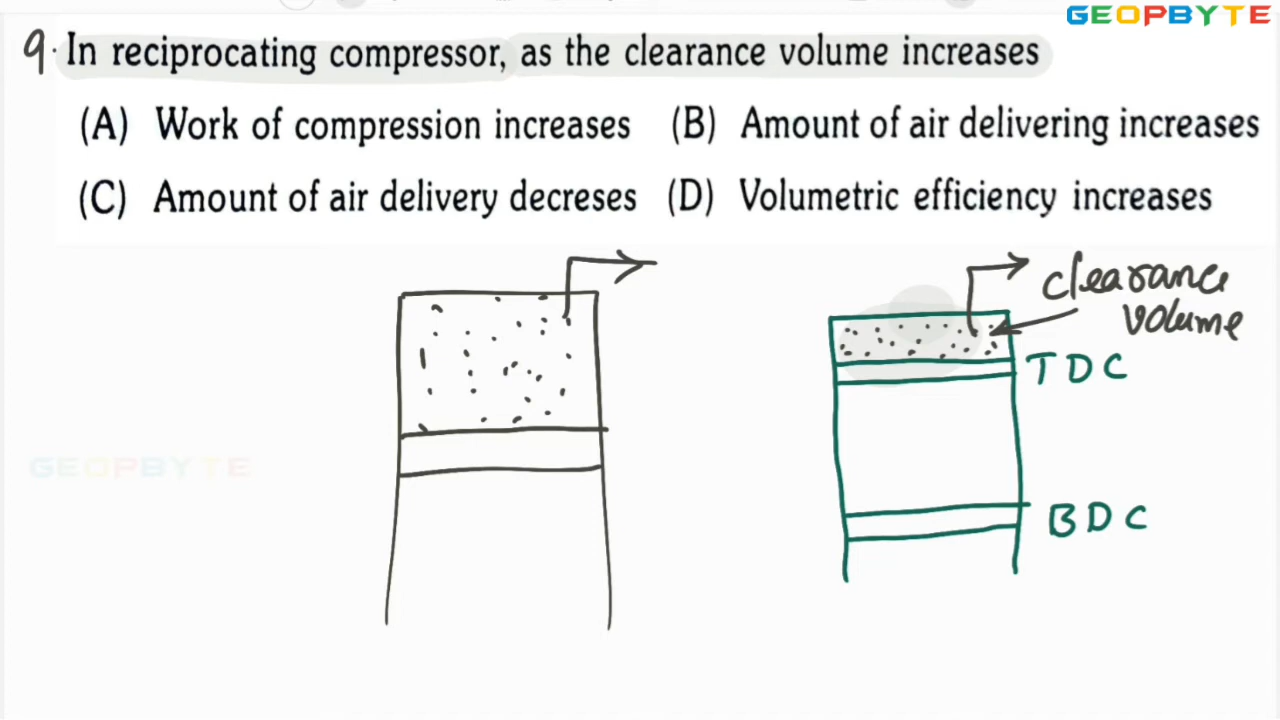 GEOPBYTE
9. In reciprocating compressor, as the clearance volume increases
(A) Work of compression increases (B) Amount of air delivering increases
(C) Amount of air delivery decreses (D) Volumetric efficiency increases
clearance
volume
TDC
GEOPBYTE
BDC